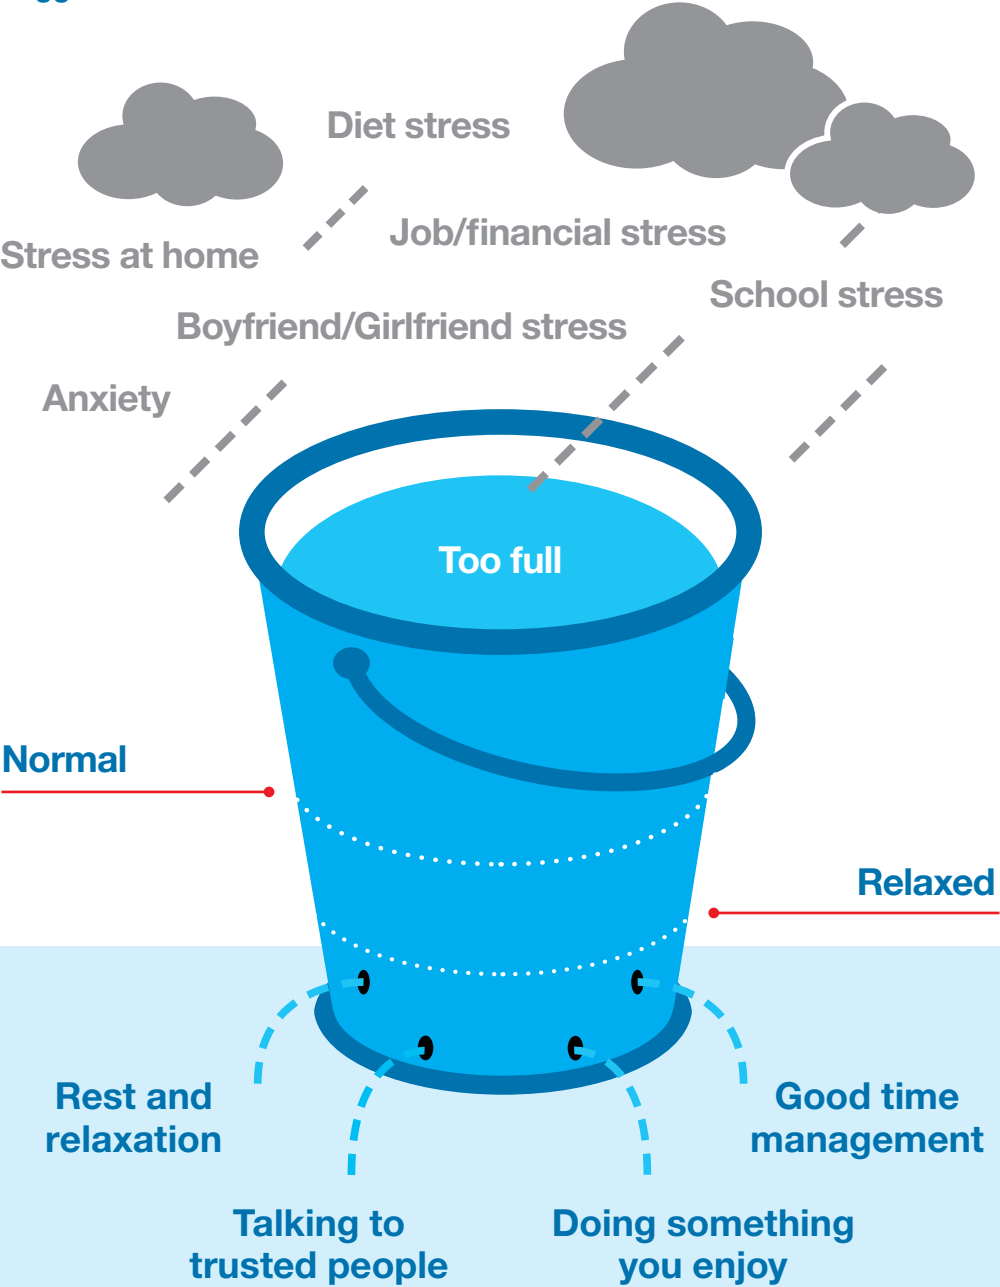 Diet stress
Job/financial stress
Stress at home
School stress
Boyfriend/Girlfriend stress
Anxiety
Too full
Normal
Relaxed
Rest and
relaxation
Good time
management
Talking to
trusted people
Doing something
you enjoy